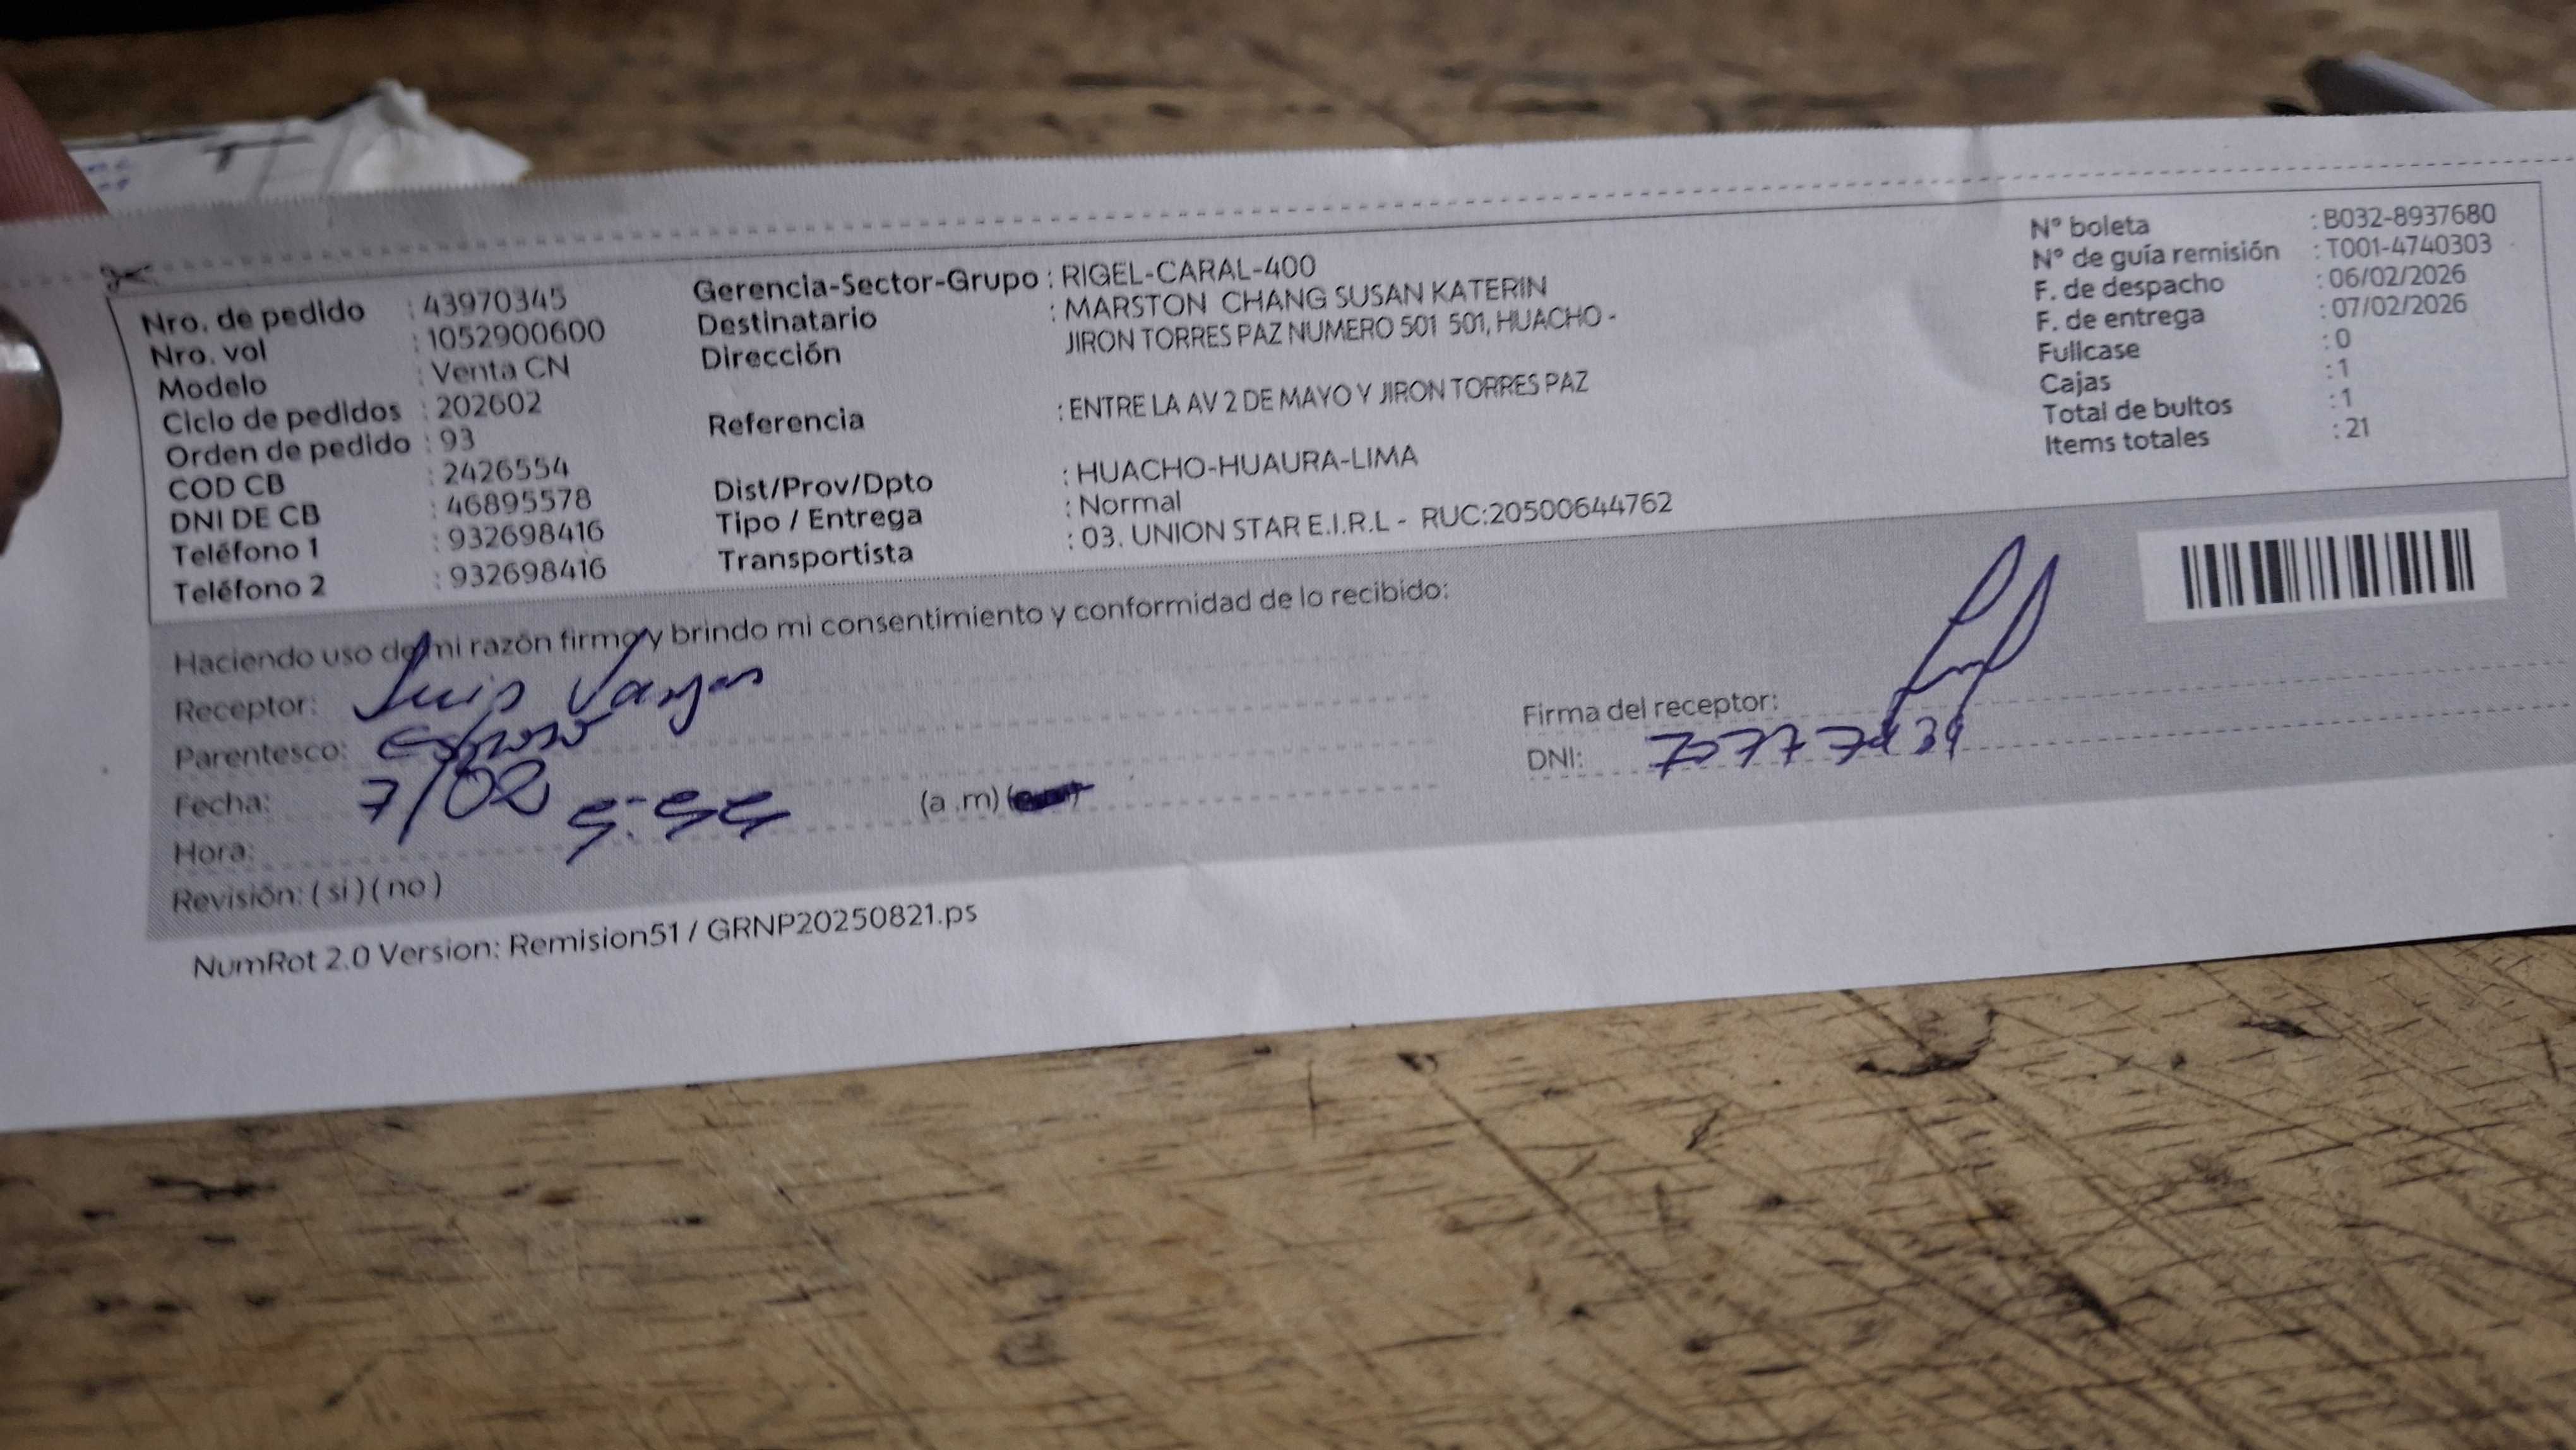 Nro. de pedido : 43970345
Nro. vol : 1052900600
Modelo : Venta CN
Ciclo de pedidos : 202602
Orden de pedido : 93
COD CB : 2426554
DNI DE CB : 46895578
Teléfono 1 : 932698416
Teléfono 2 : 932698416
Gerencia-Sector-Grupo : RIGEL-CARAL-400
Destinatario : MARSTON CHANG SUSAN KATERIN
Dirección JIRON TORRES PAZ NUMERO 501 501, HUACHO -
Referencia : ENTRE LA AV 2 DE MAYO Y JIRON TORRES PAZ
Dist/Prov/Dpto : HUACHO-HUAURA-LIMA
Tipo / Entrega : Normal
Transportista : 03. UNION STAR E.I.R.L - RUC:20500644762
N° boleta : B032-8937680
N° de guía remisión : T001-4740303
F. de despacho : 06/02/2026
F. de entrega : 07/02/2026
Fullcase : 0
Cajas : 1
Total de bultos : 1
Items totales : 21
Haciendo uso de mi razón firmo y brindo mi consentimiento y conformidad de lo recibido:
Receptor: Luis Vargas
Parentesco: Esposo
Fecha: 7/02
Hora: (a .m)
Revisión: ( si ) ( no )
Firma del receptor:
DNI:
NumRot 2.0 Version: Remision51 / GRNP20250821.ps